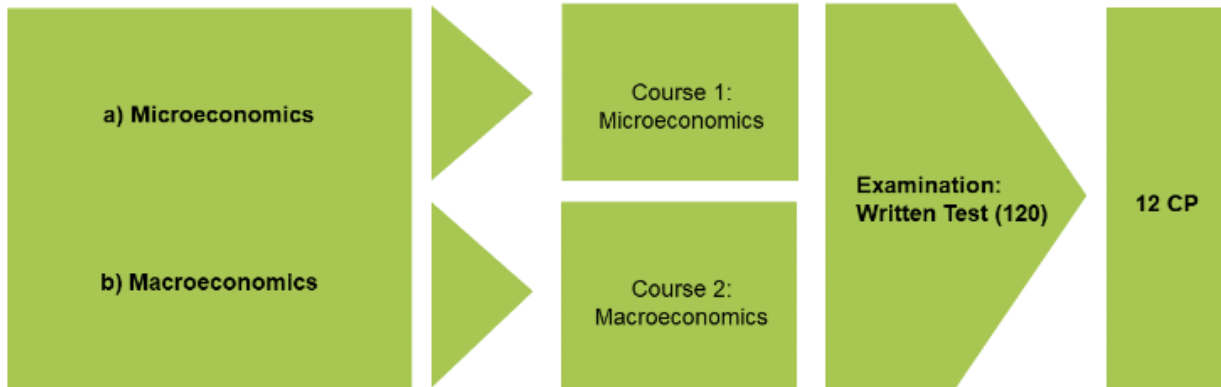 a) Microeconomics
b) Macroeconomics
Course 1:
Microeconomics
Course 2:
Macroeconomics
Examination:
Written Test (120)
12 CP